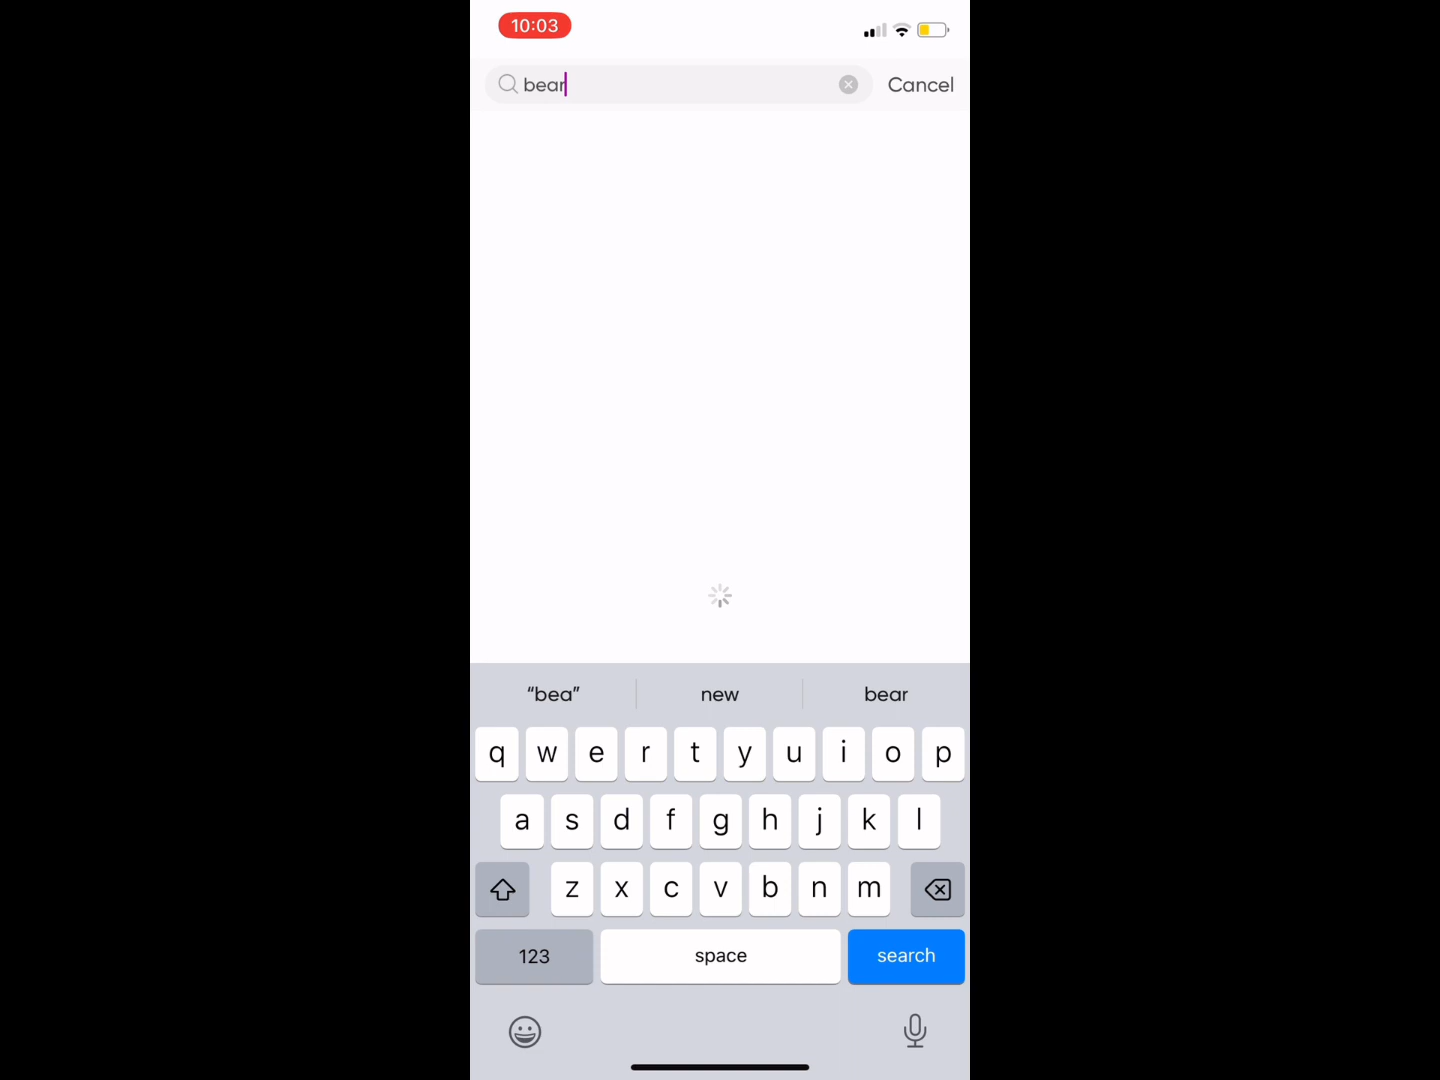 10:03
bear Cancel
“bea” new bear
q w e r t y u i o p
a s d f g h j k l
z x c v b n m
123 space search